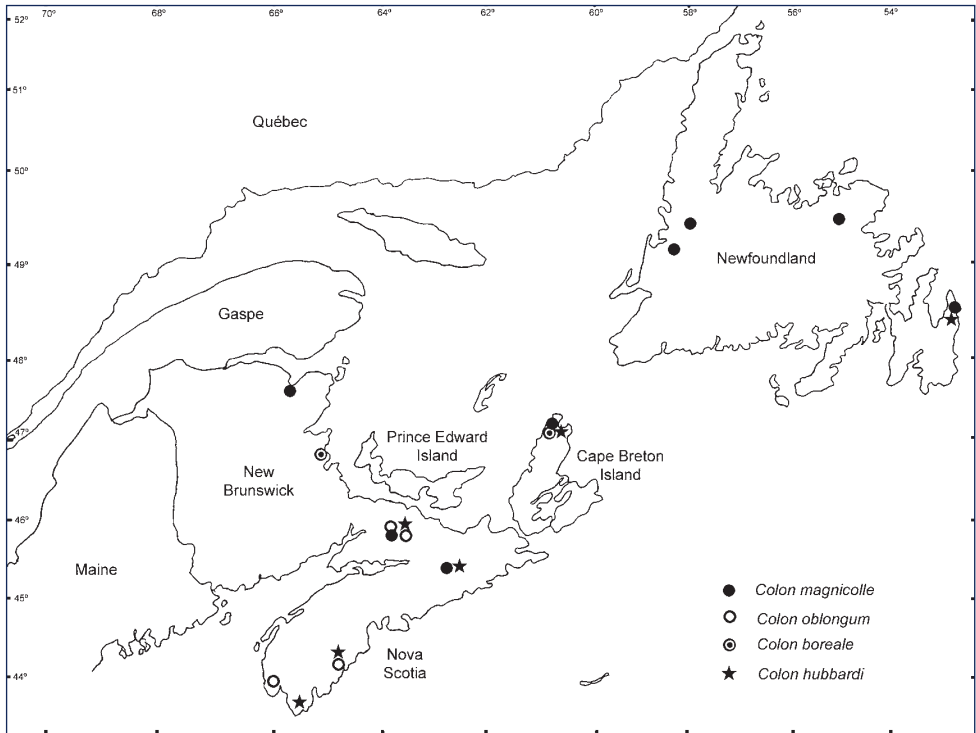 70° 68° 66° 64° 62° 60° 58° 56° 54°
52°
51°
Québec
50°
49°
Newfoundland
Gaspe
48°
47°
Prince Edward
Island
Cape Breton
Island
New
Brunswick
46°
Maine
45°
Colon magnicolle
Colon oblongum
Colon boreale
Colon hubbardi
Nova
Scotia
44°